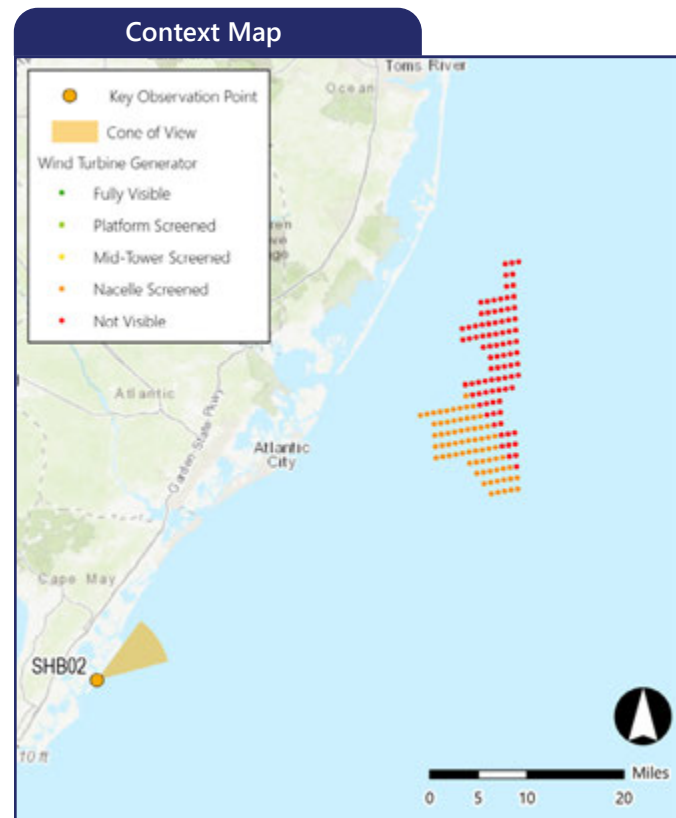 Context Map
Toms River
Ocean
Key Observation Point
Cone of View
Wind Turbine Generator
Fully Visible
Platform Screened
Mid-Tower Screened
Nacelle Screened
Not Visible
Atlantic
Garden State Pkwy
Atlantic
City
Cape May
SHB02
10 ft
Miles
0 5 10 20